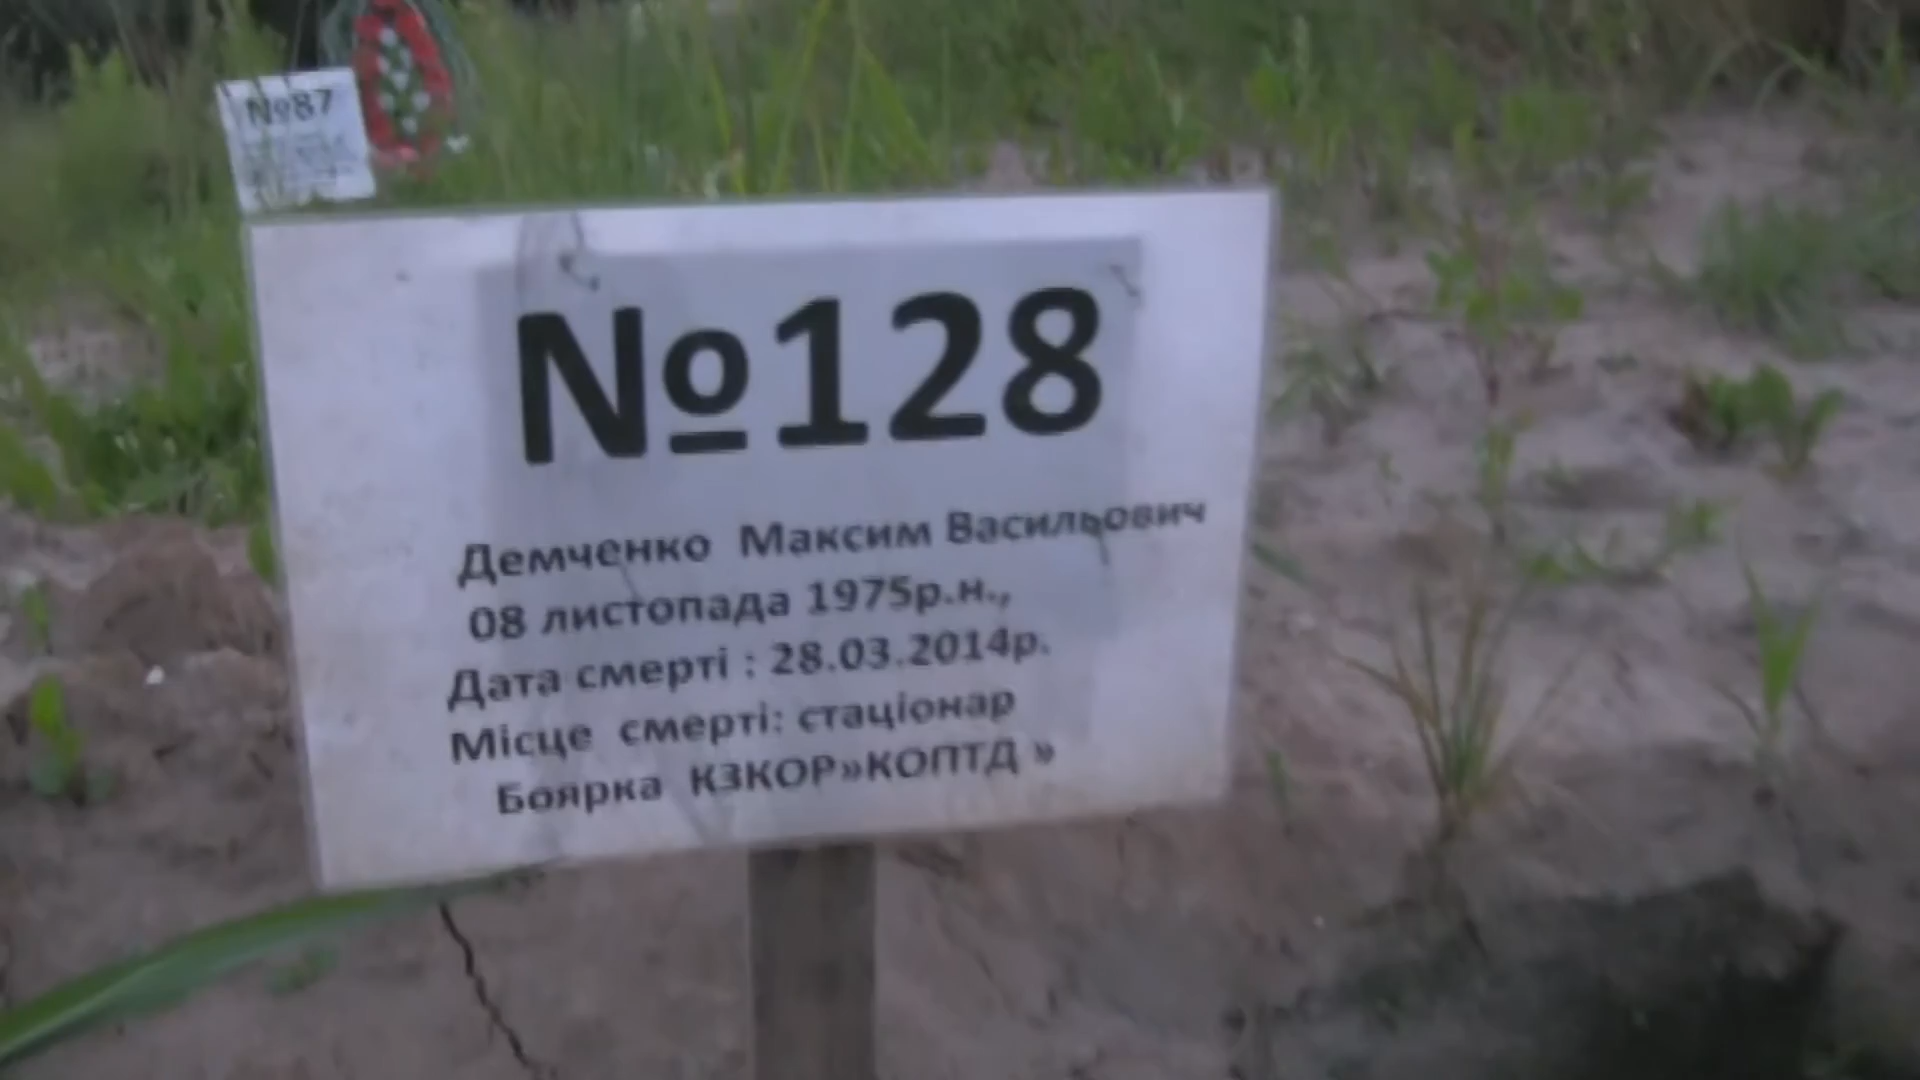 №87
№128
Демченко Максим Васильович
08 листопада 1975р.н.,
Дата смерті : 28.03.2014р.
Місце смерті: стаціонар
Боярка КЗКОР»КОПТД »